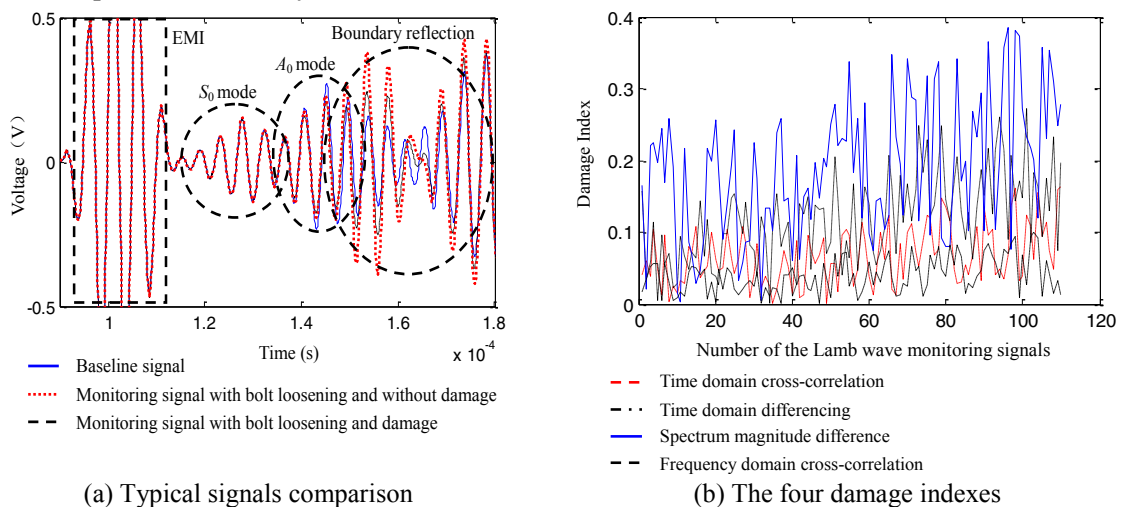 0.5
0
-0.5
Voltage（V）
EMI
S0 mode
A0 mode
Boundary reflection
1
1.2
1.4
1.6
1.8
Time (s)
x 10-4
Baseline signal
Monitoring signal with bolt loosening and without damage
Monitoring signal with bolt loosening and damage
(a) Typical signals comparison
0.4
0.3
0.2
0.1
0
Damage Index
0
20
40
60
80
100
120
Number of the Lamb wave monitoring signals
Time domain cross-correlation
Time domain differencing
Spectrum magnitude difference
Frequency domain cross-correlation
(b) The four damage indexes